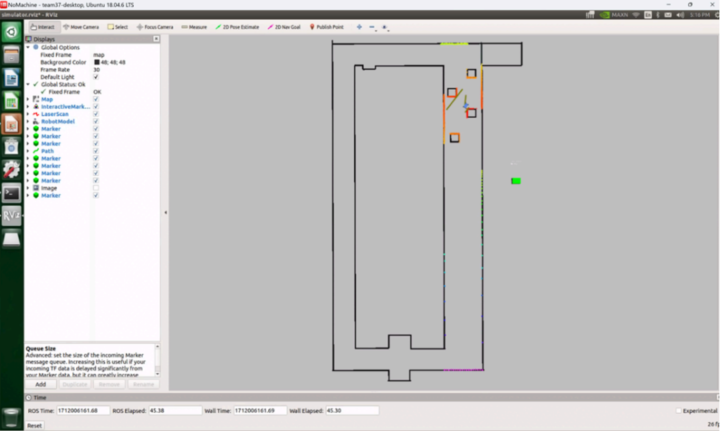 NoMachine - team37-desktop, Ubuntu 18.04.6 LTS
simulator.rviz* - RViz
5:16 PM
Interact Move Camera Select Focus Camera Measure 2D Pose Estimate 2D Nav Goal Publish Point
Displays
Global Options
Fixed Frame map
Background Color 48; 48; 48
Frame Rate 30
Default Light
Global Status: Ok
Fixed Frame OK
Map
InteractiveMark...
LaserScan
RobotModel
Marker
Marker
Marker
Path
Marker
Marker
Marker
Marker
Image
Marker
Queue Size
Advanced: set the size of the incoming Marker
message queue. Increasing this is useful if your
incoming TF data is delayed significantly from
your Marker data, but it can greatly increase
Add Duplicate Remove Rename
Time
ROS Time: 1712006161.68 ROS Elapsed: 45.38 Wall Time: 1712006161.69 Wall Elapsed: 45.30 Experimental
Reset